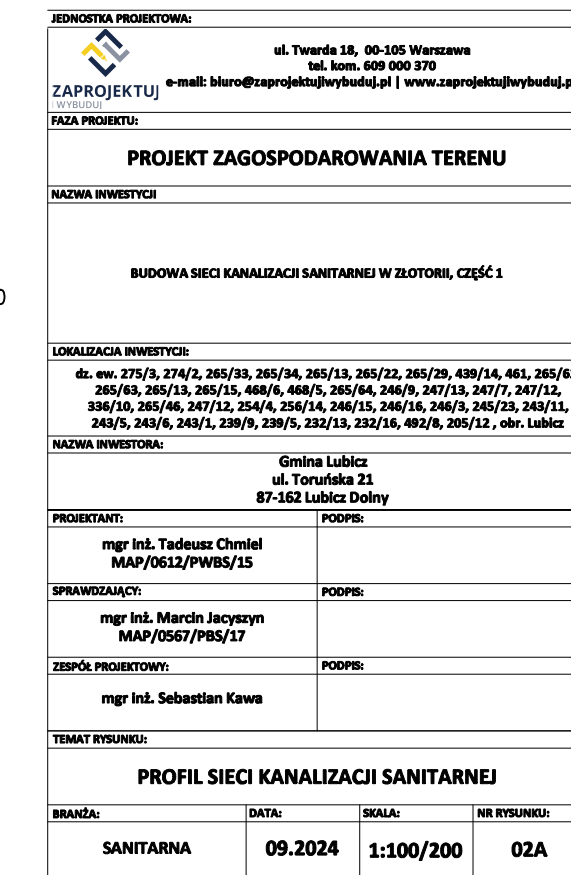 JEDNOSTKA PROJEKTOWA:
ZAPROJEKTUJ
I WYBUDUJ
ul. Twarda 18, 00-105 Warszawa
tel. kom. 609 000 370
e-mail: biuro@zaprojektujiwybuduj.pl | www.zaprojektujiwybuduj.p
FAZA PROJEKTU:
PROJEKT ZAGOSPODAROWANIA TERENU
NAZWA INWESTYCJI
BUDOWA SIECI KANALIZACJI SANITARNEJ W ZŁOTORII, CZĘŚĆ 1
0
LOKALIZACJA INWESTYCJI:
dz. ew. 275/3, 274/2, 265/33, 265/34, 265/13, 265/22, 265/29, 439/14, 461,
265/63, 265/13, 265/15, 468/6, 468/5, 265/64, 246/9, 247/13, 247/7, 247/12,
336/10, 265/46, 247/12, 254/4, 256/14, 246/15, 246/16, 246/3, 245/23, 243/11,
243/5, 243/6, 243/1, 239/9, 239/5, 232/13, 232/16, 492/8, 205/12 , obr. Lubicz
NAZWA INWESTORA:
Gmina Lubicz
ul. Toruńska 21
87-162 Lubicz Dolny
PROJEKTANT: PODPIS:
mgr inż. Tadeusz Chmiel
MAP/0612/PWBS/15
SPRAWDZAJĄCY: PODPIS:
mgr inż. Marcin Jacyszyn
MAP/0567/PBS/17
ZESPÓŁ PROJEKTOWY: PODPIS:
mgr inż. Sebastian Kawa
TEMAT RYSUNKU:
PROFIL SIECI KANALIZACJI SANITARNEJ
BRANŻA: DATA: SKALA: NR RYSUNKU:
SANITARNA 09.2024 1:100/200 02A